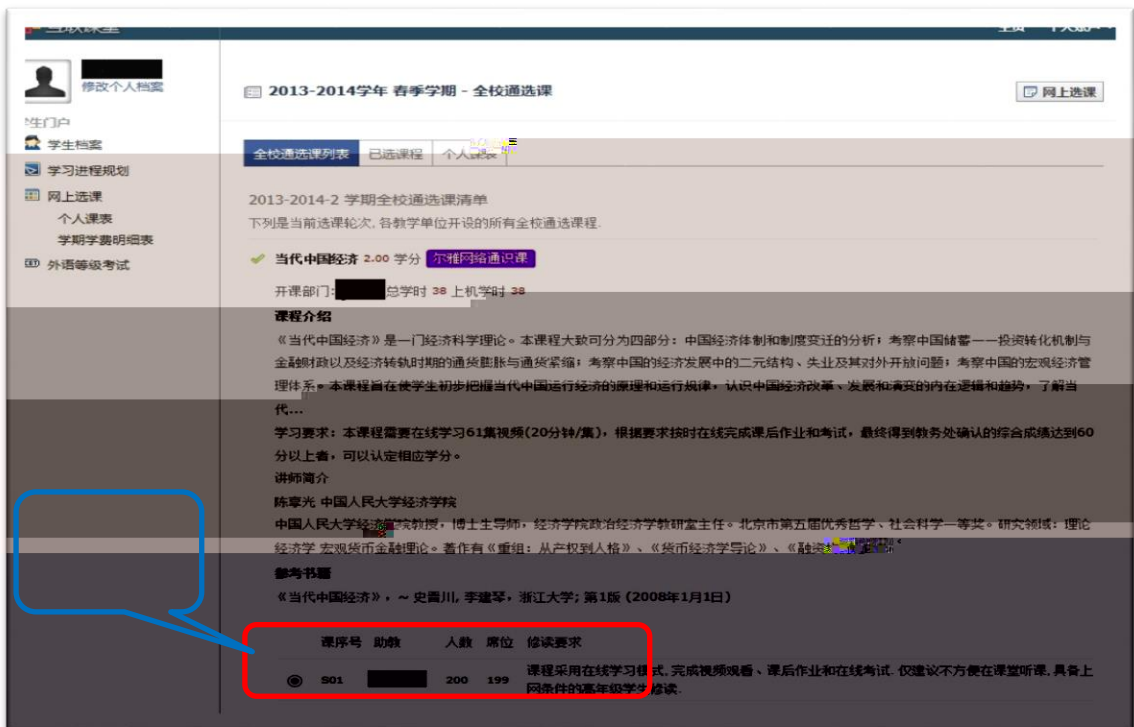 互联课堂
主页 个人账户
修改个人档案
2013-2014学年 春季学期 - 全校通选课
网上选课
学生门户
学生档案
学习进程规划
网上选课
个人课表
学期学费明细表
外语等级考试
全校通选课列表 已选课程 个人课表
2013-2014-2 学期全校通选课清单
下列是当前选课轮次, 各教学单位开设的所有全校通选课程.
当代中国经济 2.00 学分 尔雅网络通识课
开课部门: 总学时 38 上机学时 38
课程介绍
《当代中国经济》是一门经济科学理论。本课程大致可分为四部分：中国经济体制和制度变迁的分析；考察中国储蓄——投资转化机制与
金融财政以及经济转轨时期的通货膨胀与通货紧缩；考察中国的经济发展中的二元结构、失业及其对外开放问题；考察中国的宏观经济管
理体系。本课程旨在使学生初步把握当代中国运行经济的原理和运行规律，认识中国经济改革、发展和演变的内在逻辑和趋势，了解当
代...
学习要求：本课程需要在线学习61集视频(20分钟/集)，根据要求按时在线完成课后作业和考试，最终得到教务处确认的综合成绩达到60
分以上者，可以认定相应学分。
讲师简介
陈享光 中国人民大学经济学院
中国人民大学经济学院教授，博士生导师，经济学院政治经济学教研室主任。北京市第五届优秀哲学、社会科学一等奖。研究领域：理论
经济学 宏观货币金融理论。著作有《重组：从产权到人格》、《货币经济学导论》、《融资
参考书籍
《当代中国经济》，~ 史晋川, 李建琴，浙江大学; 第1版 (2008年1月1日)
课序号 助教 人数 席位 修读要求
S01 200 199 课程采用在线学习模式, 完成视频观看、课后作业和在线考试. 仅建议不方便在课堂听课, 具备上
网条件的高年级学生修读.